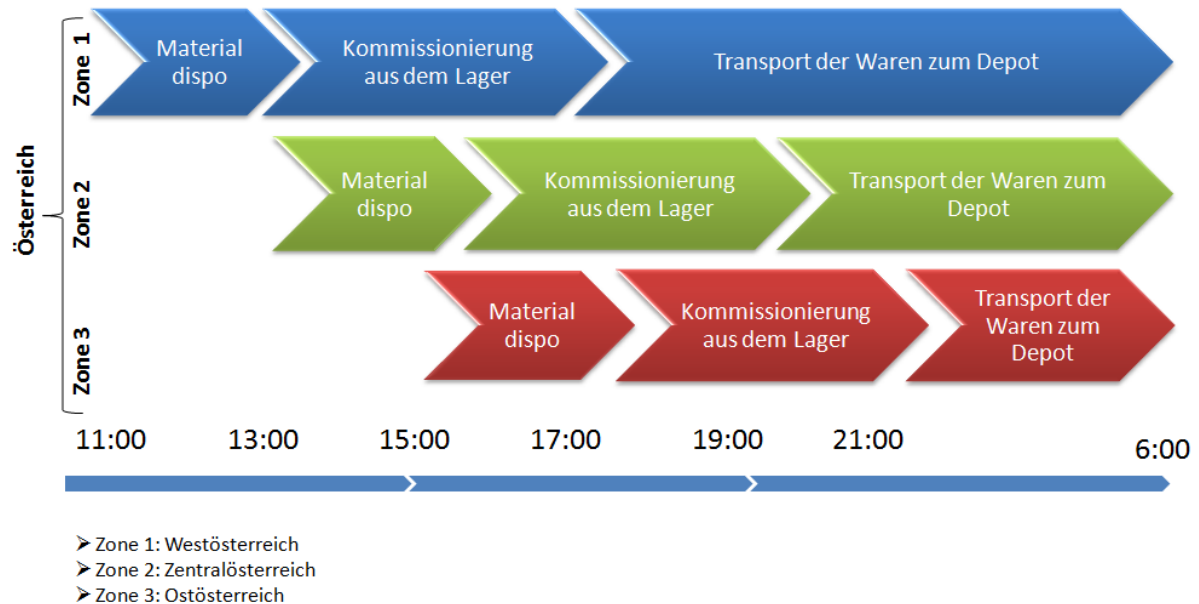 Österreich
Zone 1
Material
dispo
Kommissionierung
aus dem Lager
Transport der Waren zum Depot
Zone 2
Material
dispo
Kommissionierung
aus dem Lager
Transport der Waren zum
Depot
Zone 3
Material
dispo
Kommissionierung
aus dem Lager
Transport der
Waren zum
Depot
11:00 13:00 15:00 17:00 19:00 21:00 6:00
➢ Zone 1: Westösterreich
➢ Zone 2: Zentralösterreich
➢ Zone 3: Ostösterreich